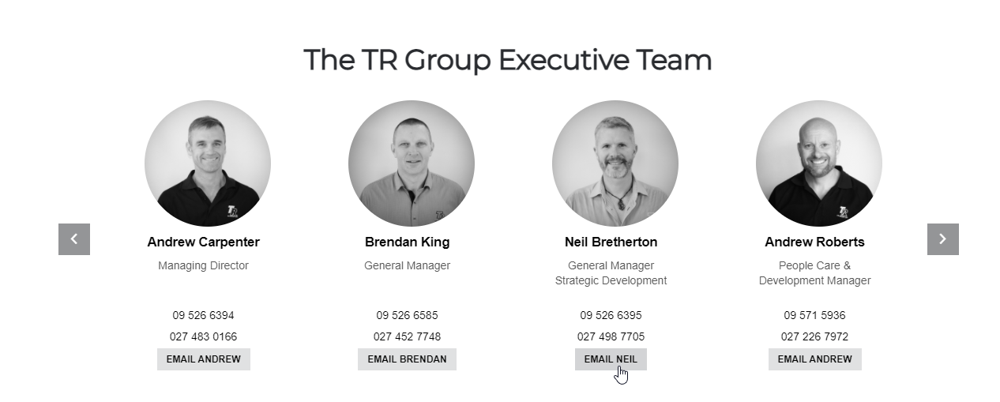 The TR Group Executive Team
TR
TR
TR
Andrew Carpenter
Brendan King
Neil Bretherton
Andrew Roberts
Managing Director
General Manager
General Manager
Strategic Development
People Care &
Development Manager
09 526 6394
09 526 6585
09 526 6395
09 571 5936
027 483 0166
027 452 7748
027 498 7705
027 226 7972
EMAIL ANDREW
EMAIL BRENDAN
EMAIL NEIL
EMAIL ANDREW